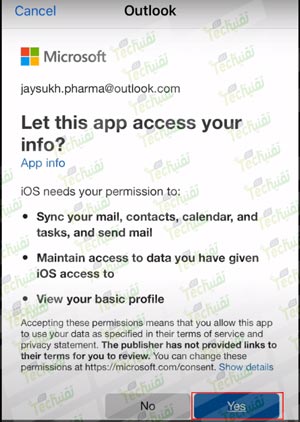 Cancel Outlook
Microsoft
jaysukh.pharma@outlook.com
Let this app access your
info?
App info
iOS needs your permission to:
• Sync your mail, contacts, calendar, and
tasks, and send mail
• Maintain access to data you have given
iOS access to
• View your basic profile
Accepting these permissions means that you allow this app
to use your data as specified in their terms of service and
privacy statement. The publisher has not provided links to
their terms for you to review. You can change these
permissions at https://microsoft.com/consent. Show details
No Yes